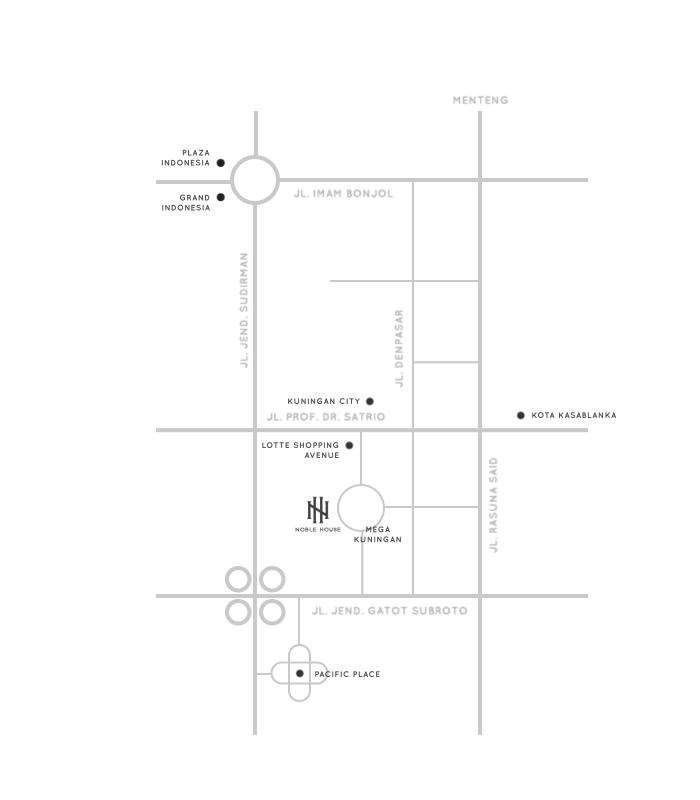 MENTENG
PLAZA
INDONESIA
GRAND
INDONESIA
JL. IMAM BONJOL
JL. JEND. SUDIRMAN
JL. DENPASAR
KUNINGAN CITY
JL. PROF. DR. SATRIO
KOTA KASABLANKA
LOTTE SHOPPING
AVENUE
JL. RASUNA SAID
NOBLE HOUSE
MEGA
KUNINGAN
JL. JEND. GATOT SUBROTO
PACIFIC PLACE